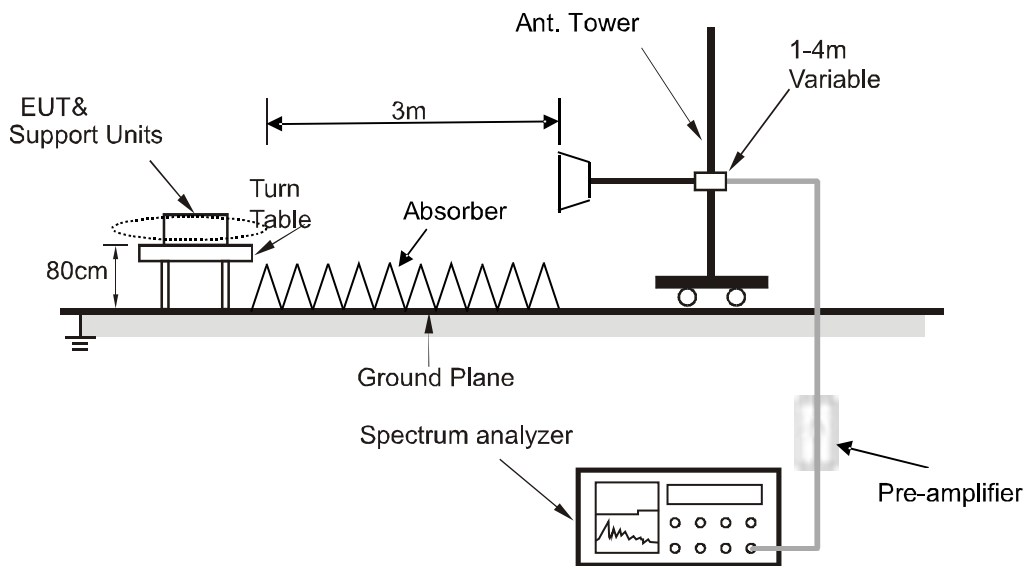 Ant. Tower
1-4m
Variable
3m
EUT&
Support Units
Turn
Table
Absorber
80cm
Ground Plane
Spectrum analyzer
Pre-amplifier